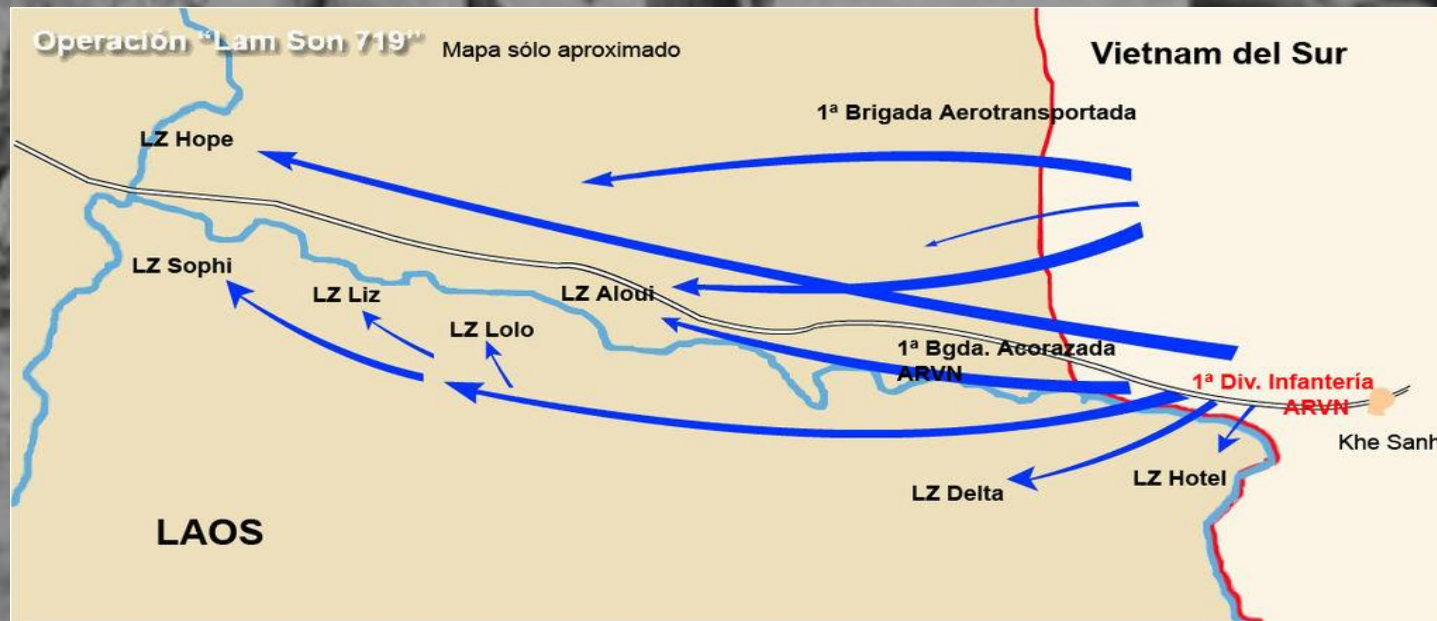 Operación "Lam Son 719"
Mapa sólo aproximado
Vietnam del Sur
1ª Brigada Aerotransportada
LZ Hope
LZ Sophi
LZ Liz
LZ Aloui
LZ Lolo
1ª Bgda. Acorazada
ARVN
1ª Div. Infantería
ARVN
Khe Sanh
LZ Delta
LZ Hotel
LAOS